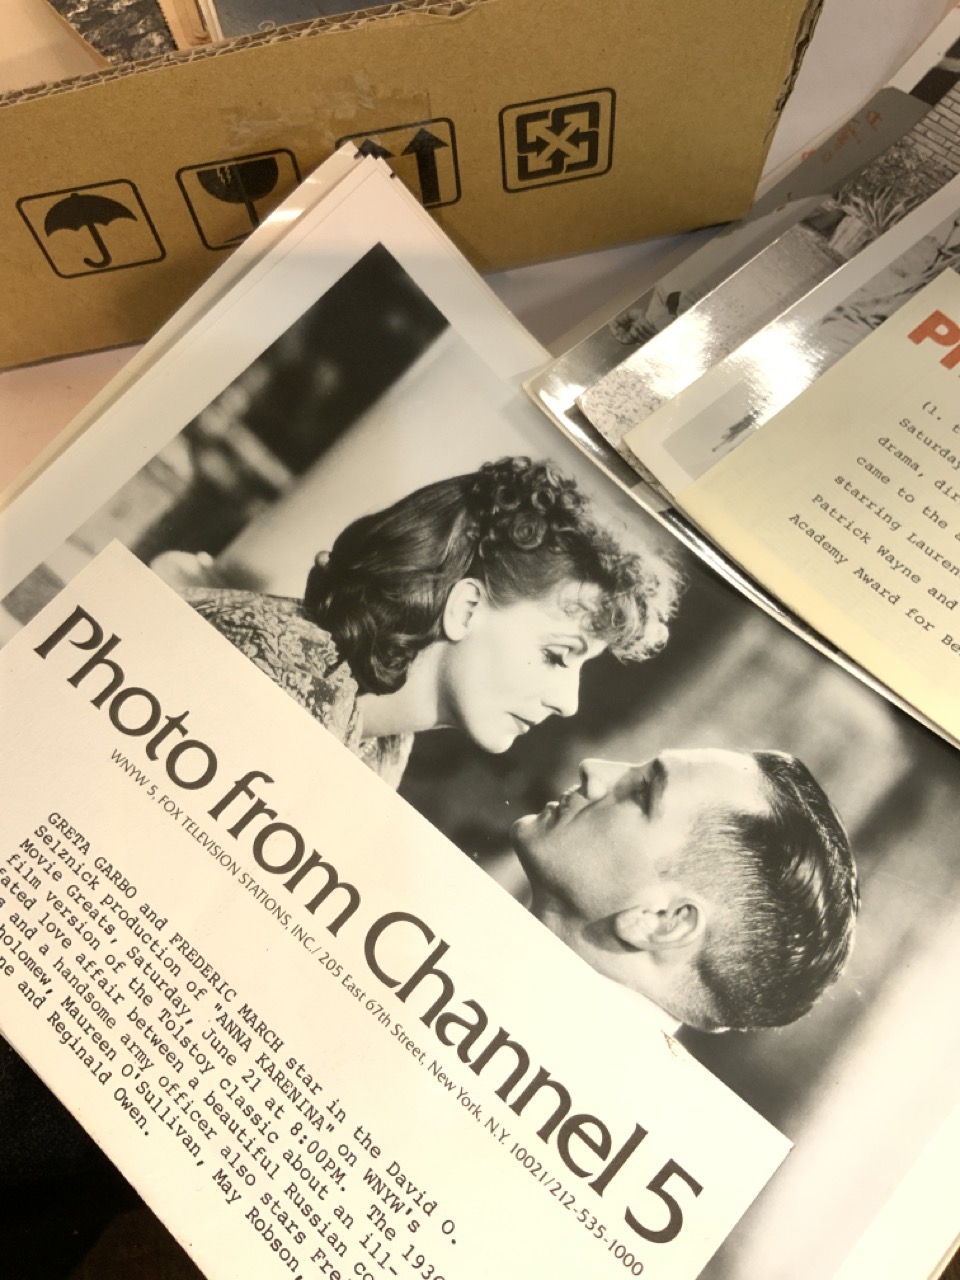 Photo from Channel 5
WNYW 5, FOX TELEVISION STATIONS, INC./ 205 East 67th Street, New York, N.Y. 10021/212-535-1000
GRETA GARBO and FREDERIC MARCH star in the David O.
Selznick production of "ANNA KARENINA" on WNYW's
Movie Greats, Saturday, June 21 at 8:00PM. The 193
film version of the Tolstoy classic about an ill-
fated love affair between a beautiful Russian co
and a handsome army officer also stars Fre
holomew, Maureen O'Sullivan, May Robson,
ne and Reginald Owen.
(l. t
Saturday
drama, dir
came to the
starring Lauren
Patrick Wayne and
Academy Award for Be